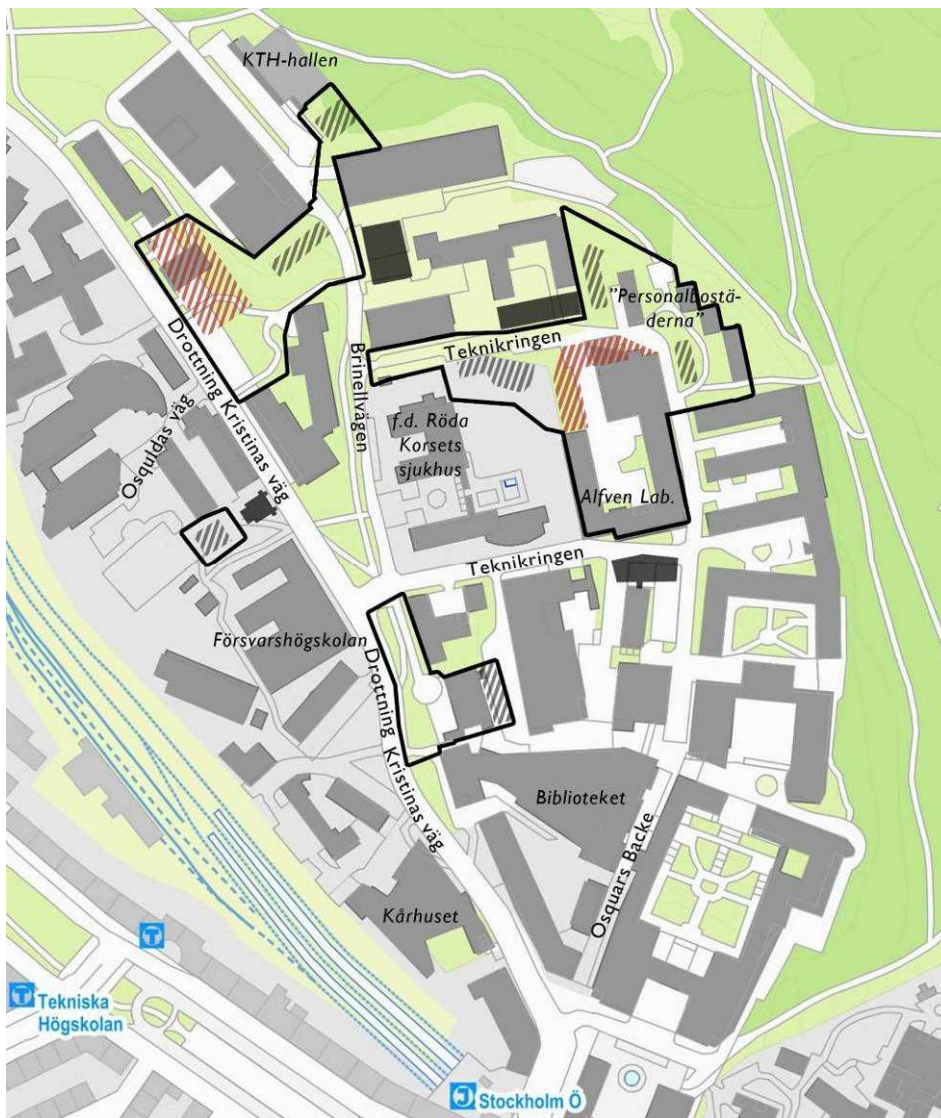 KTH-hallen
"Personalbostä-
derna"
Teknikringen
Brinellvägen
Drottning Kristinas väg
f.d. Röda
Korsets
sjukhus
Osquldas väg
Alfven Lab.
Teknikringen
Försvarshögskolan
Drottning Kristinas väg
Biblioteket
Osquars Backe
Kårhuset
T
T Tekniska
Högskolan
J Stockholm Ö